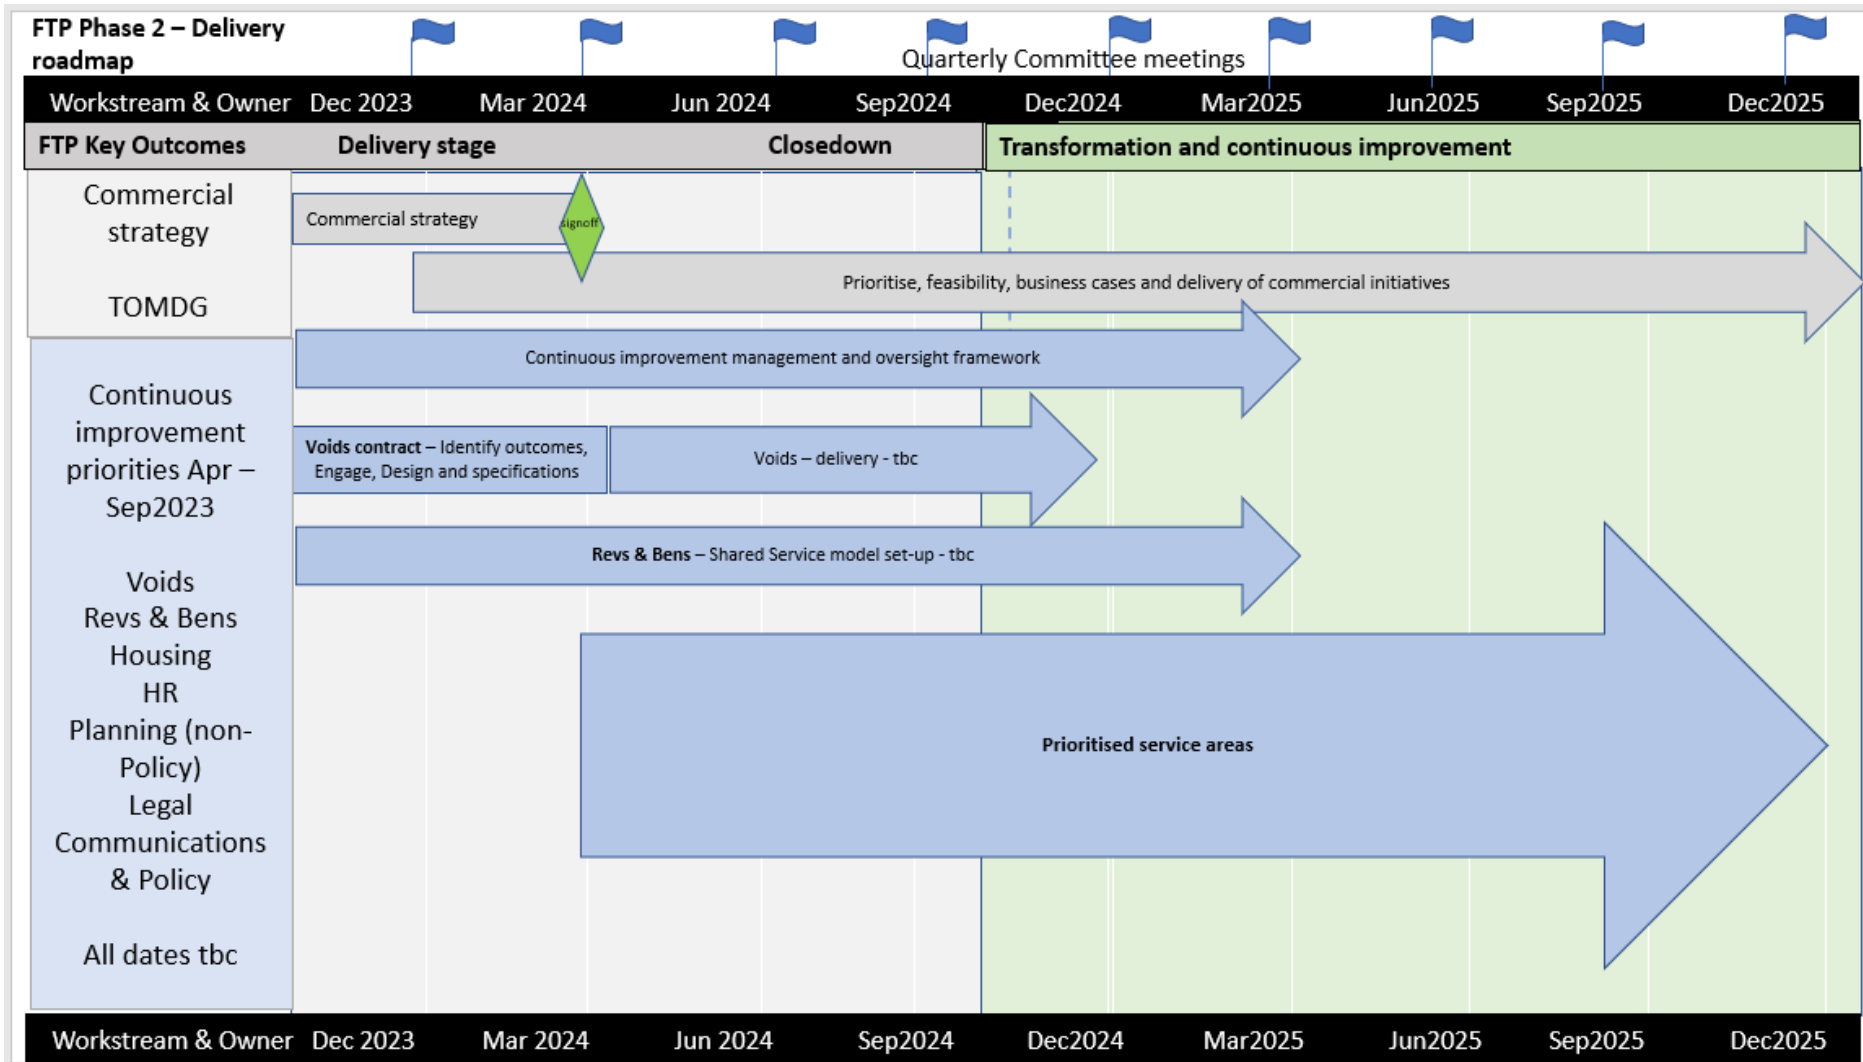 FTP Phase 2 – Delivery
roadmap
Quarterly Committee meetings
Workstream & Owner Dec 2023 Mar 2024 Jun 2024 Sep2024 Dec2024 Mar2025 Jun2025 Sep2025 Dec2025
FTP Key Outcomes Delivery stage Closedown Transformation and continuous improvement
Commercial
strategy
TOMDG
Commercial strategy
signoff
Prioritise, feasibility, business cases and delivery of commercial initiatives
Continuous
improvement
priorities Apr –
Sep2023
Voids
Revs & Bens
Housing
HR
Planning (non-
Policy)
Legal
Communications
& Policy
All dates tbc
Continuous improvement management and oversight framework
Voids contract – Identify outcomes,
Engage, Design and specifications
Voids – delivery - tbc
Revs & Bens – Shared Service model set-up - tbc
Prioritised service areas
Workstream & Owner Dec 2023 Mar 2024 Jun 2024 Sep2024 Dec2024 Mar2025 Jun2025 Sep2025 Dec2025